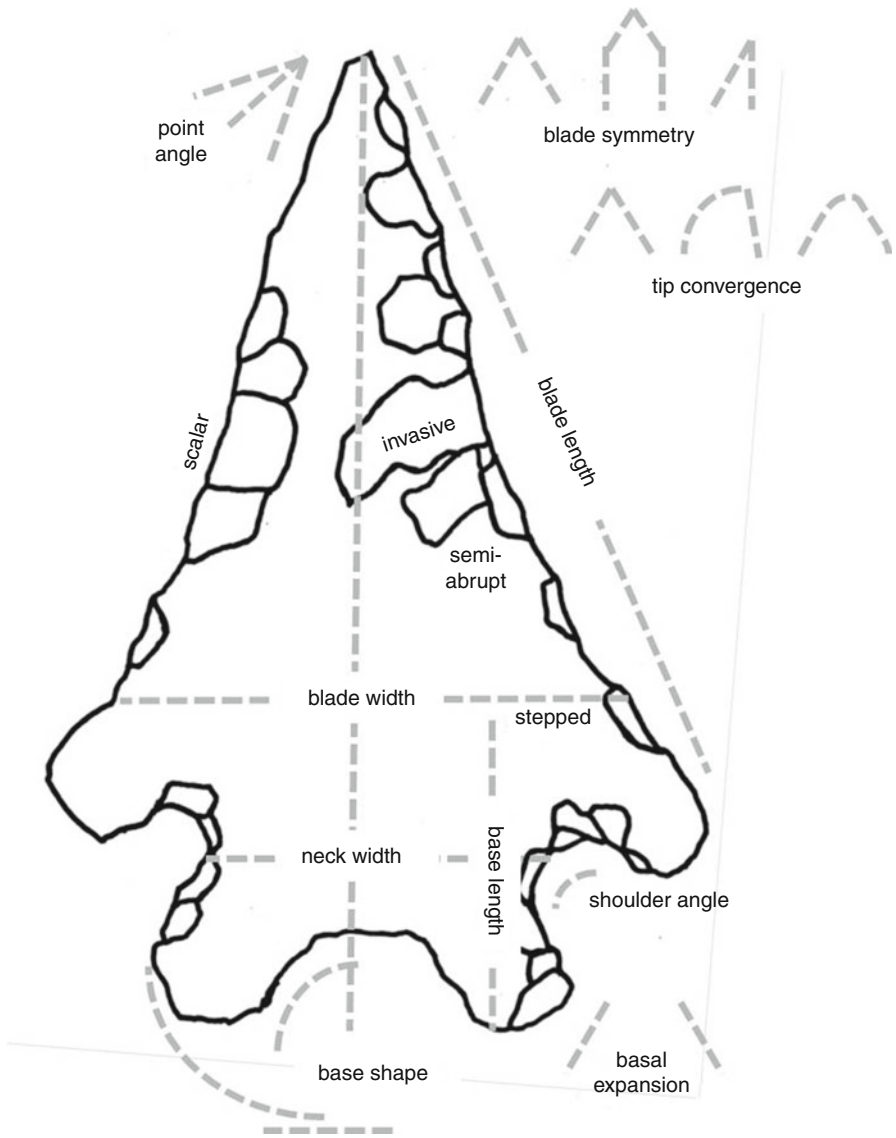 point
angle
blade symmetry
tip convergence
blade length
scalar
invasive
semi-
abrupt
blade width
stepped
neck width
base length
shoulder angle
base shape
basal
expansion